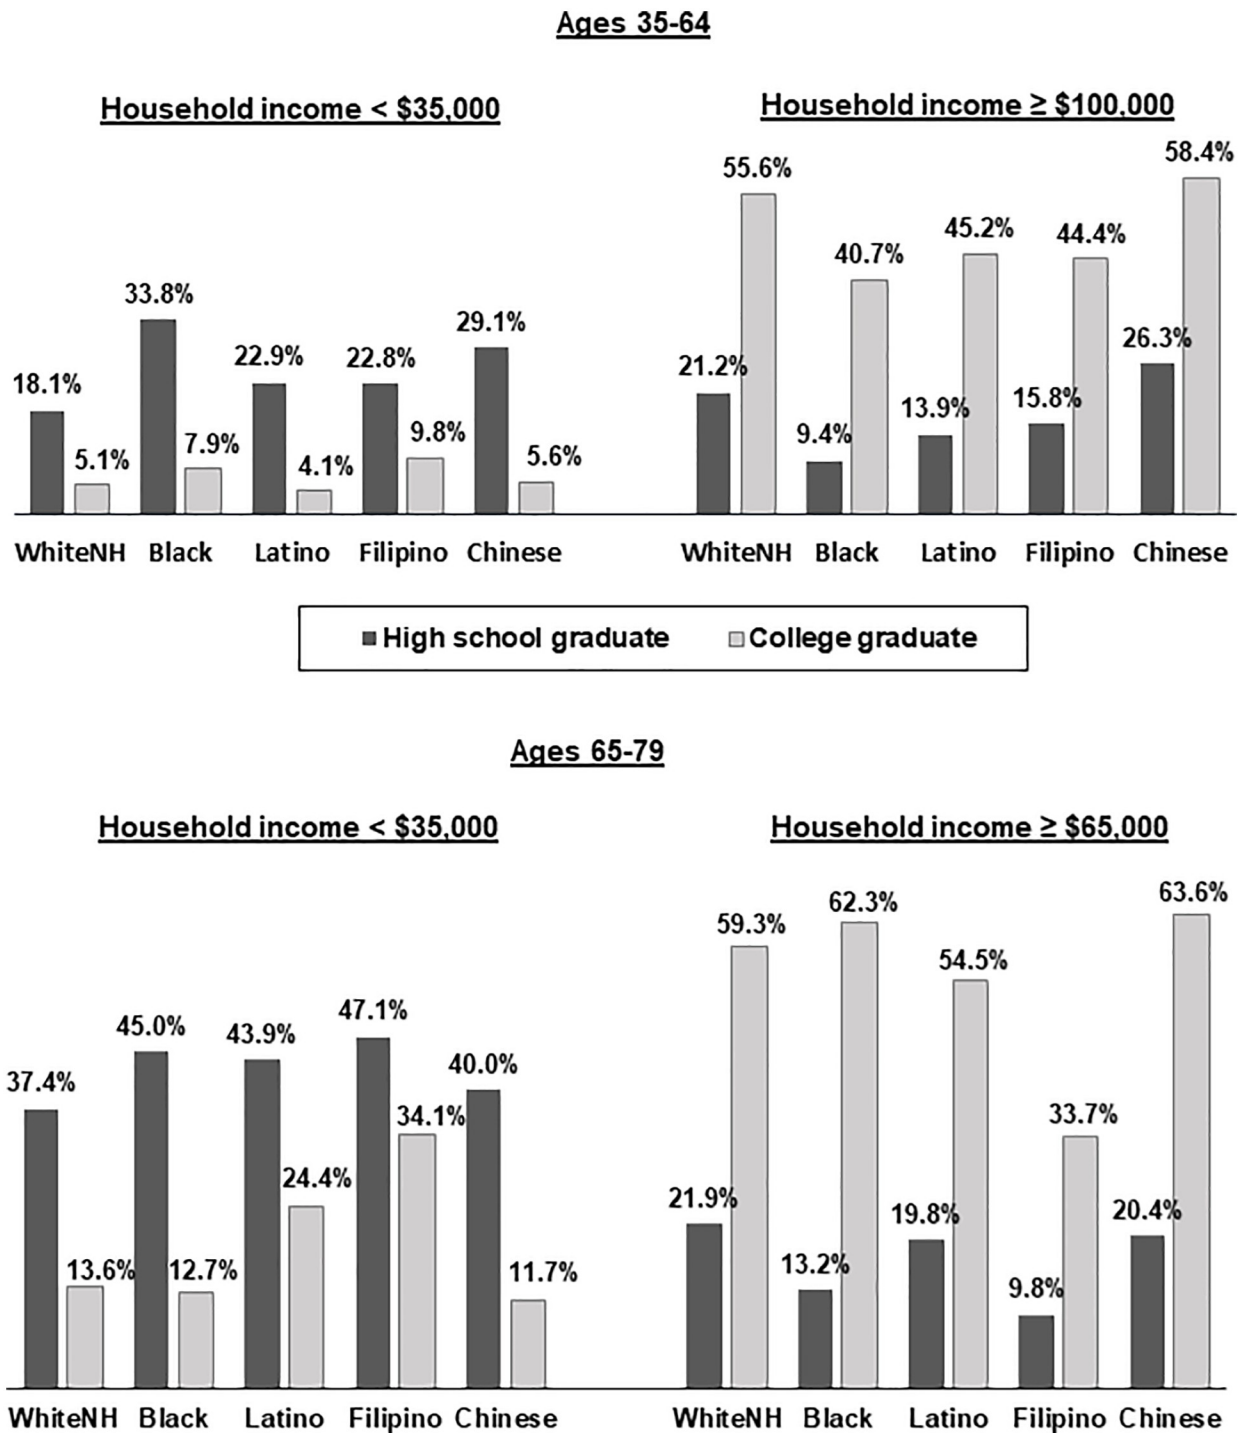 Ages 35-64
Household income < $35,000
Household income ≥ $100,000
18.1% 5.1% 33.8% 7.9% 22.9% 4.1% 22.8% 9.8% 29.1% 5.6%
21.2% 55.6% 9.4% 40.7% 13.9% 45.2% 15.8% 44.4% 26.3% 58.4%
WhiteNH Black Latino Filipino Chinese
WhiteNH Black Latino Filipino Chinese
High school graduate College graduate
Ages 65-79
Household income < $35,000
Household income ≥ $65,000
37.4% 13.6% 45.0% 12.7% 43.9% 24.4% 47.1% 34.1% 40.0% 11.7%
21.9% 59.3% 13.2% 62.3% 19.8% 54.5% 9.8% 33.7% 20.4% 63.6%
WhiteNH Black Latino Filipino Chinese
WhiteNH Black Latino Filipino Chinese